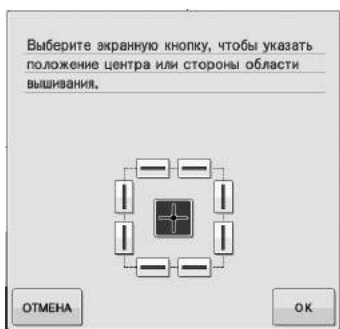 Выберите экранную кнопку, чтобы указать
положение центра или стороны области
вышивания.
ОТМЕНА
OK